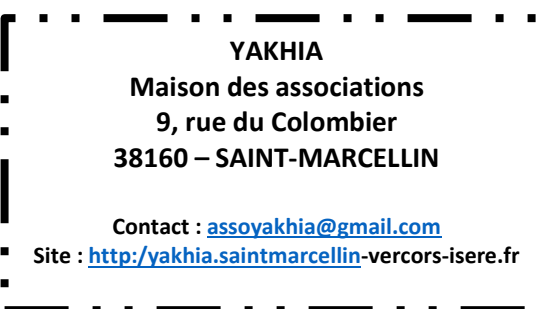 YAKHIA
Maison des associations
9, rue du Colombier
38160 – SAINT-MARCELLIN
Contact : assoyakhia@gmail.com
Site : http:/yakhia.saintmarcellin-vercors-isere.fr